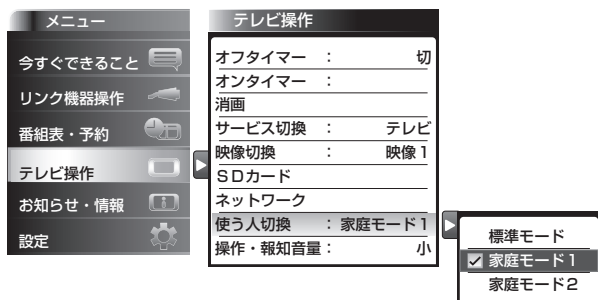 メニュー
今すぐできること
リンク機器操作
番組表・予約
テレビ操作
お知らせ・情報
設定
テレビ操作
オフタイマー ： 切
オンタイマー ：
消画
サービス切換 ： テレビ
映像切換 ： 映像１
ＳＤカード
ネットワーク
使う人切換 ： 家庭モード１
操作・報知音量： 小
標準モード
家庭モード１
家庭モード２